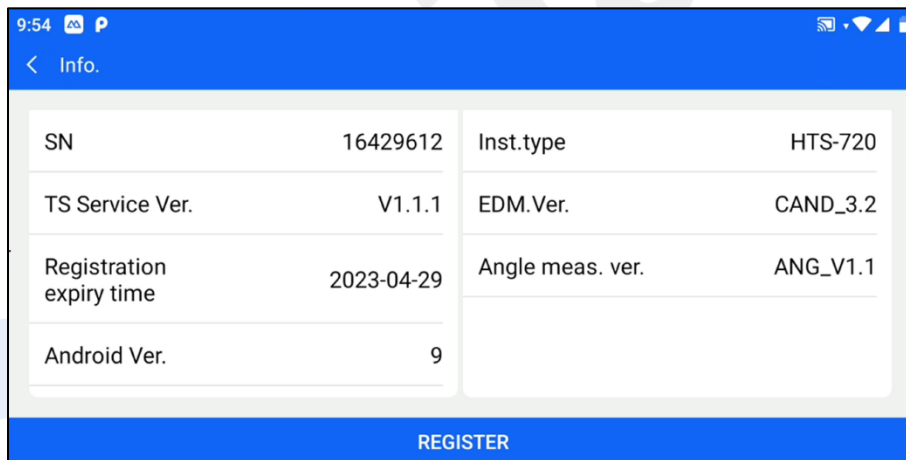 9:54
Info.
SN 16429612
TS Service Ver. V1.1.1
Registration
expiry time 2023-04-29
Android Ver. 9
Inst.type HTS-720
EDM.Ver. CAND_3.2
Angle meas. ver. ANG_V1.1
REGISTER